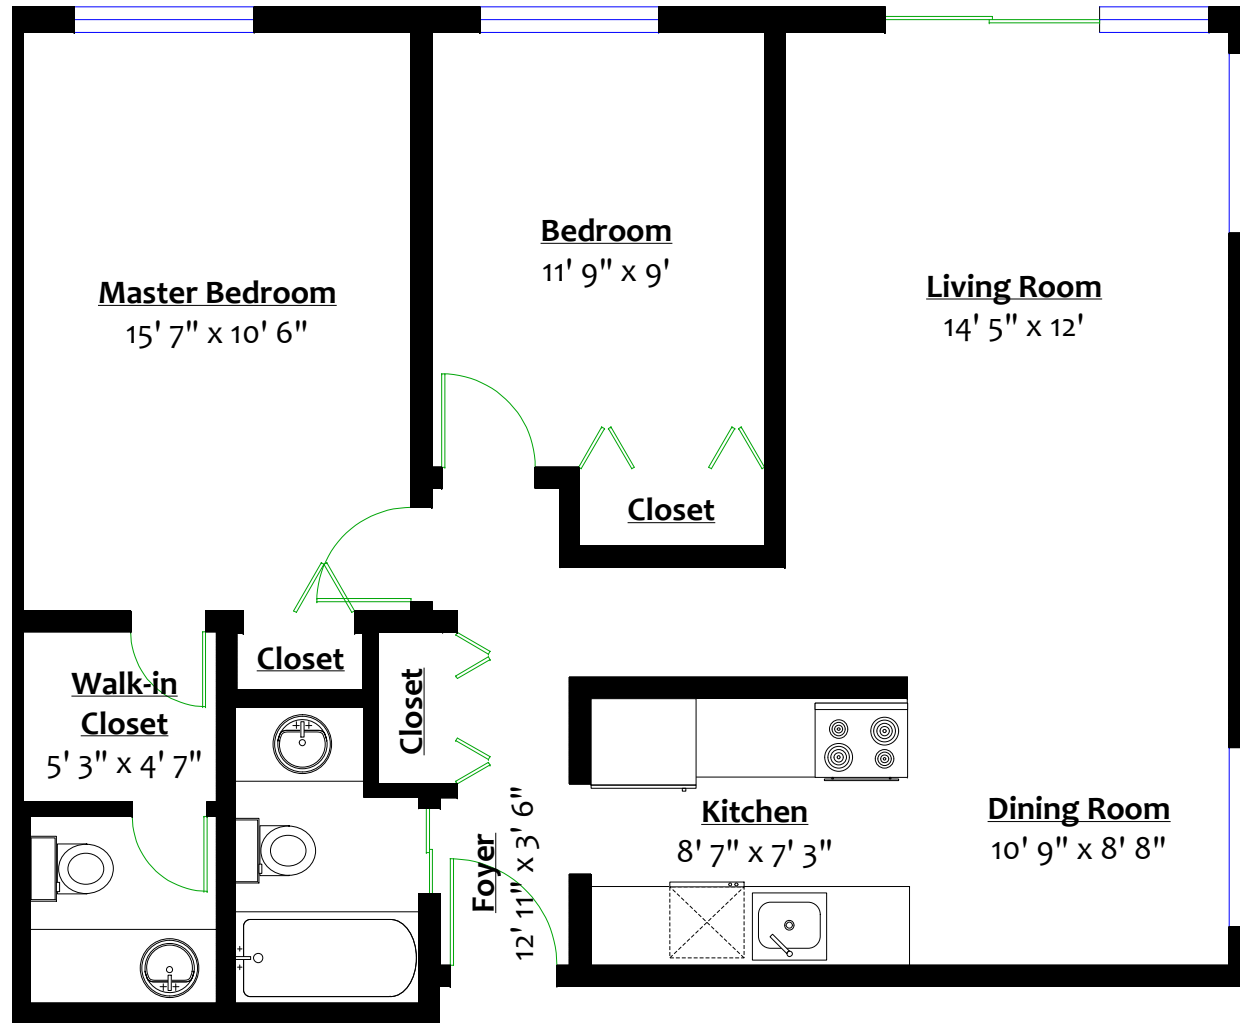 Bedroom
11' 9" x 9'
Master Bedroom
15' 7" x 10' 6"
Living Room
14' 5" x 12'
Closet
Closet
Closet
Walk-in
Closet
5' 3" x 4' 7"
Foyer
12' 11" x 3' 6"
Kitchen
8' 7" x 7' 3"
Dining Room
10' 9" x 8' 8"